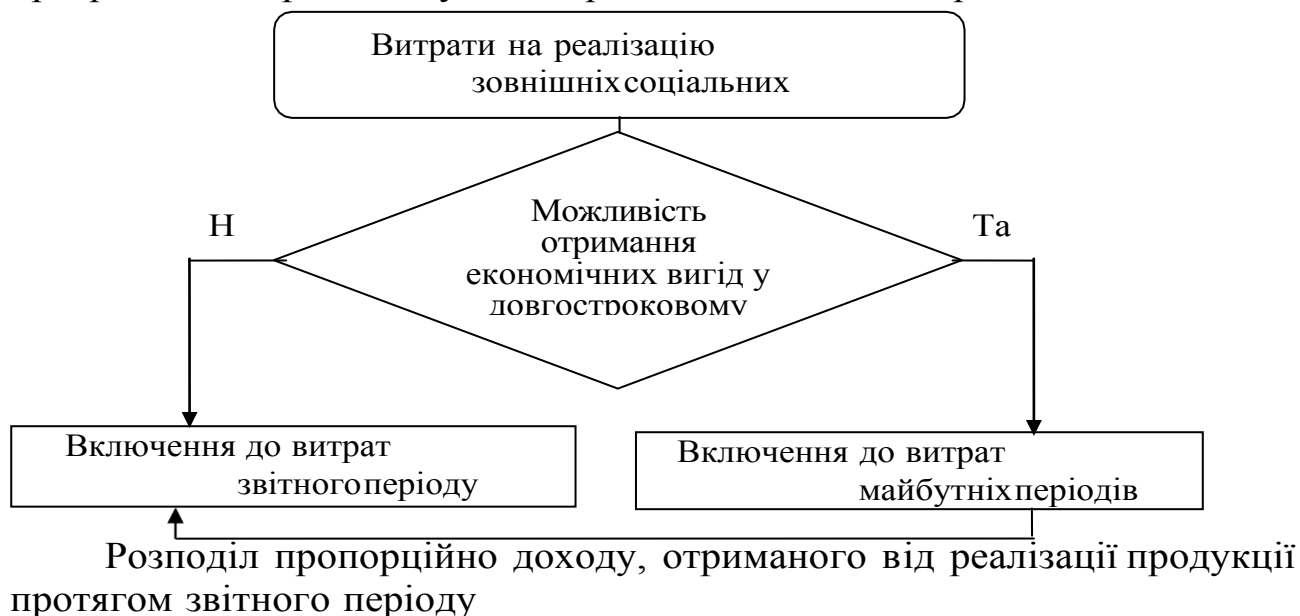 Витрати на реалізацію
зовнішніх соціальних
Можливість
отримання
економічних вигід у
довгостроковому
Н
Та
Включення до витрат
звітного періоду
Включення до витрат
майбутніх періодів
Розподіл пропорційно доходу, отриманого від реалізації продукції
протягом звітного періоду